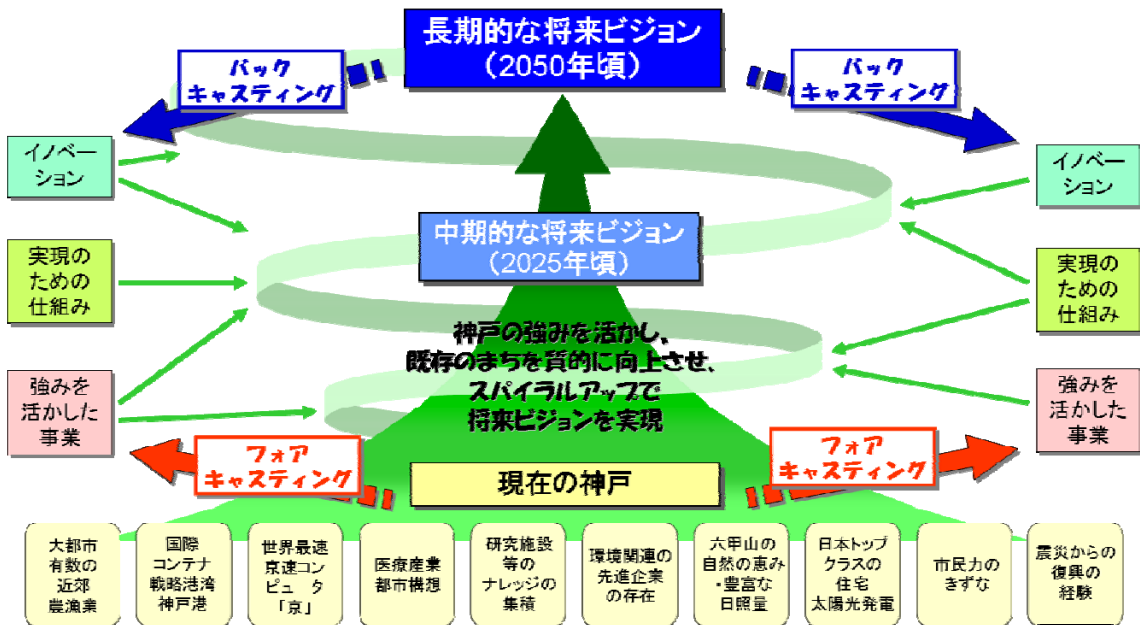 長期的な将来ビジョン
（2050年頃）
バック
キャスティング
バック
キャスティング
イノベー
ション
イノベー
ション
中期的な将来ビジョン
（2025年頃）
実現の
ための
仕組み
実現の
ための
仕組み
神戸の強みを活かし、
既存のまちを質的に向上させ、
スパイラルアップで
将来ビジョンを実現
強みを
活かした
事業
強みを
活かした
事業
フォア
キャスティング
フォア
キャスティング
現在の神戸
大都市
有数の
近郊
農漁業
国際
コンテナ
戦略港湾
神戸港
世界最速
京速コン
ピュータ
「京」
医療産業
都市構想
研究施設
等の
ナレッジの
集積
環境関連の
先進企業
の存在
六甲山の
自然の恵み
・豊富な
日照量
日本トップ
クラスの
住宅
太陽光発電
市民力の
きずな
震災からの
復興の
経験